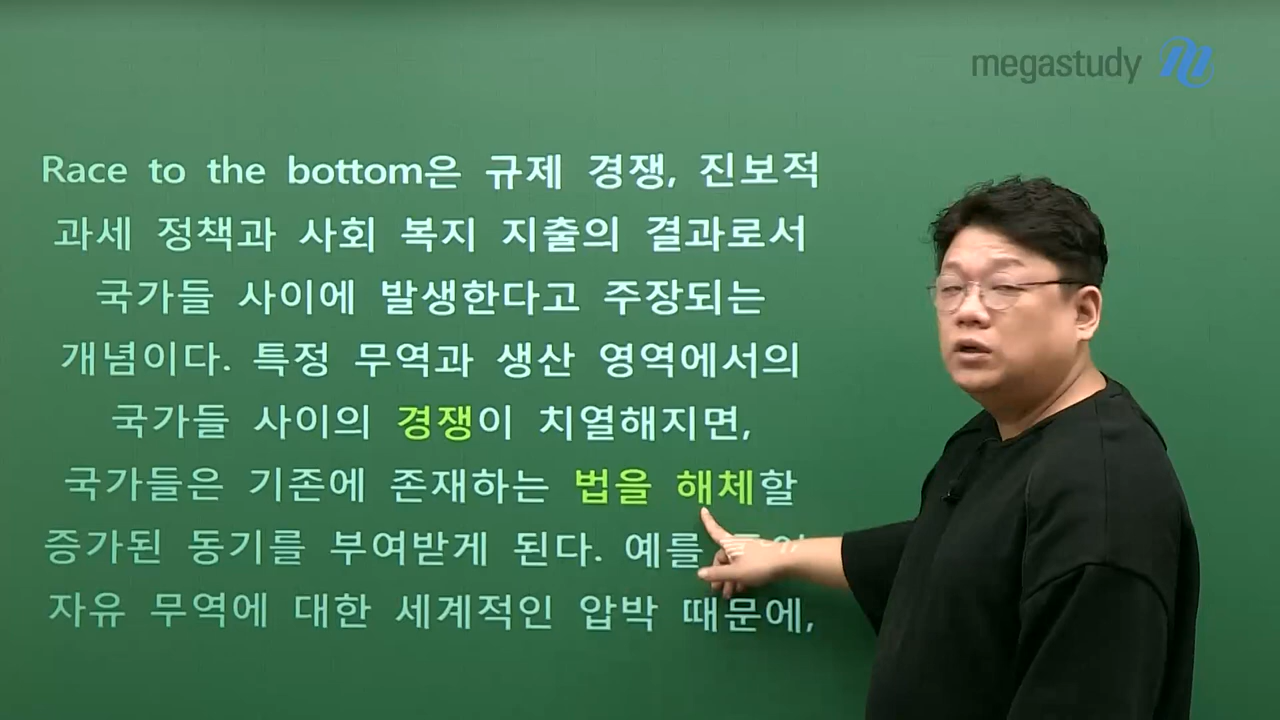 megastudy
Race to the bottom은 규제 경쟁, 진보적
과세 정책과 사회 복지 지출의 결과로서
국가들 사이에 발생한다고 주장되는
개념이다. 특정 무역과 생산 영역에서의
국가들 사이의 경쟁이 치열해지면,
국가들은 기존에 존재하는 법을 해체할
증가된 동기를 부여받게 된다. 예를
자유 무역에 대한 세계적인 압박 때문에,